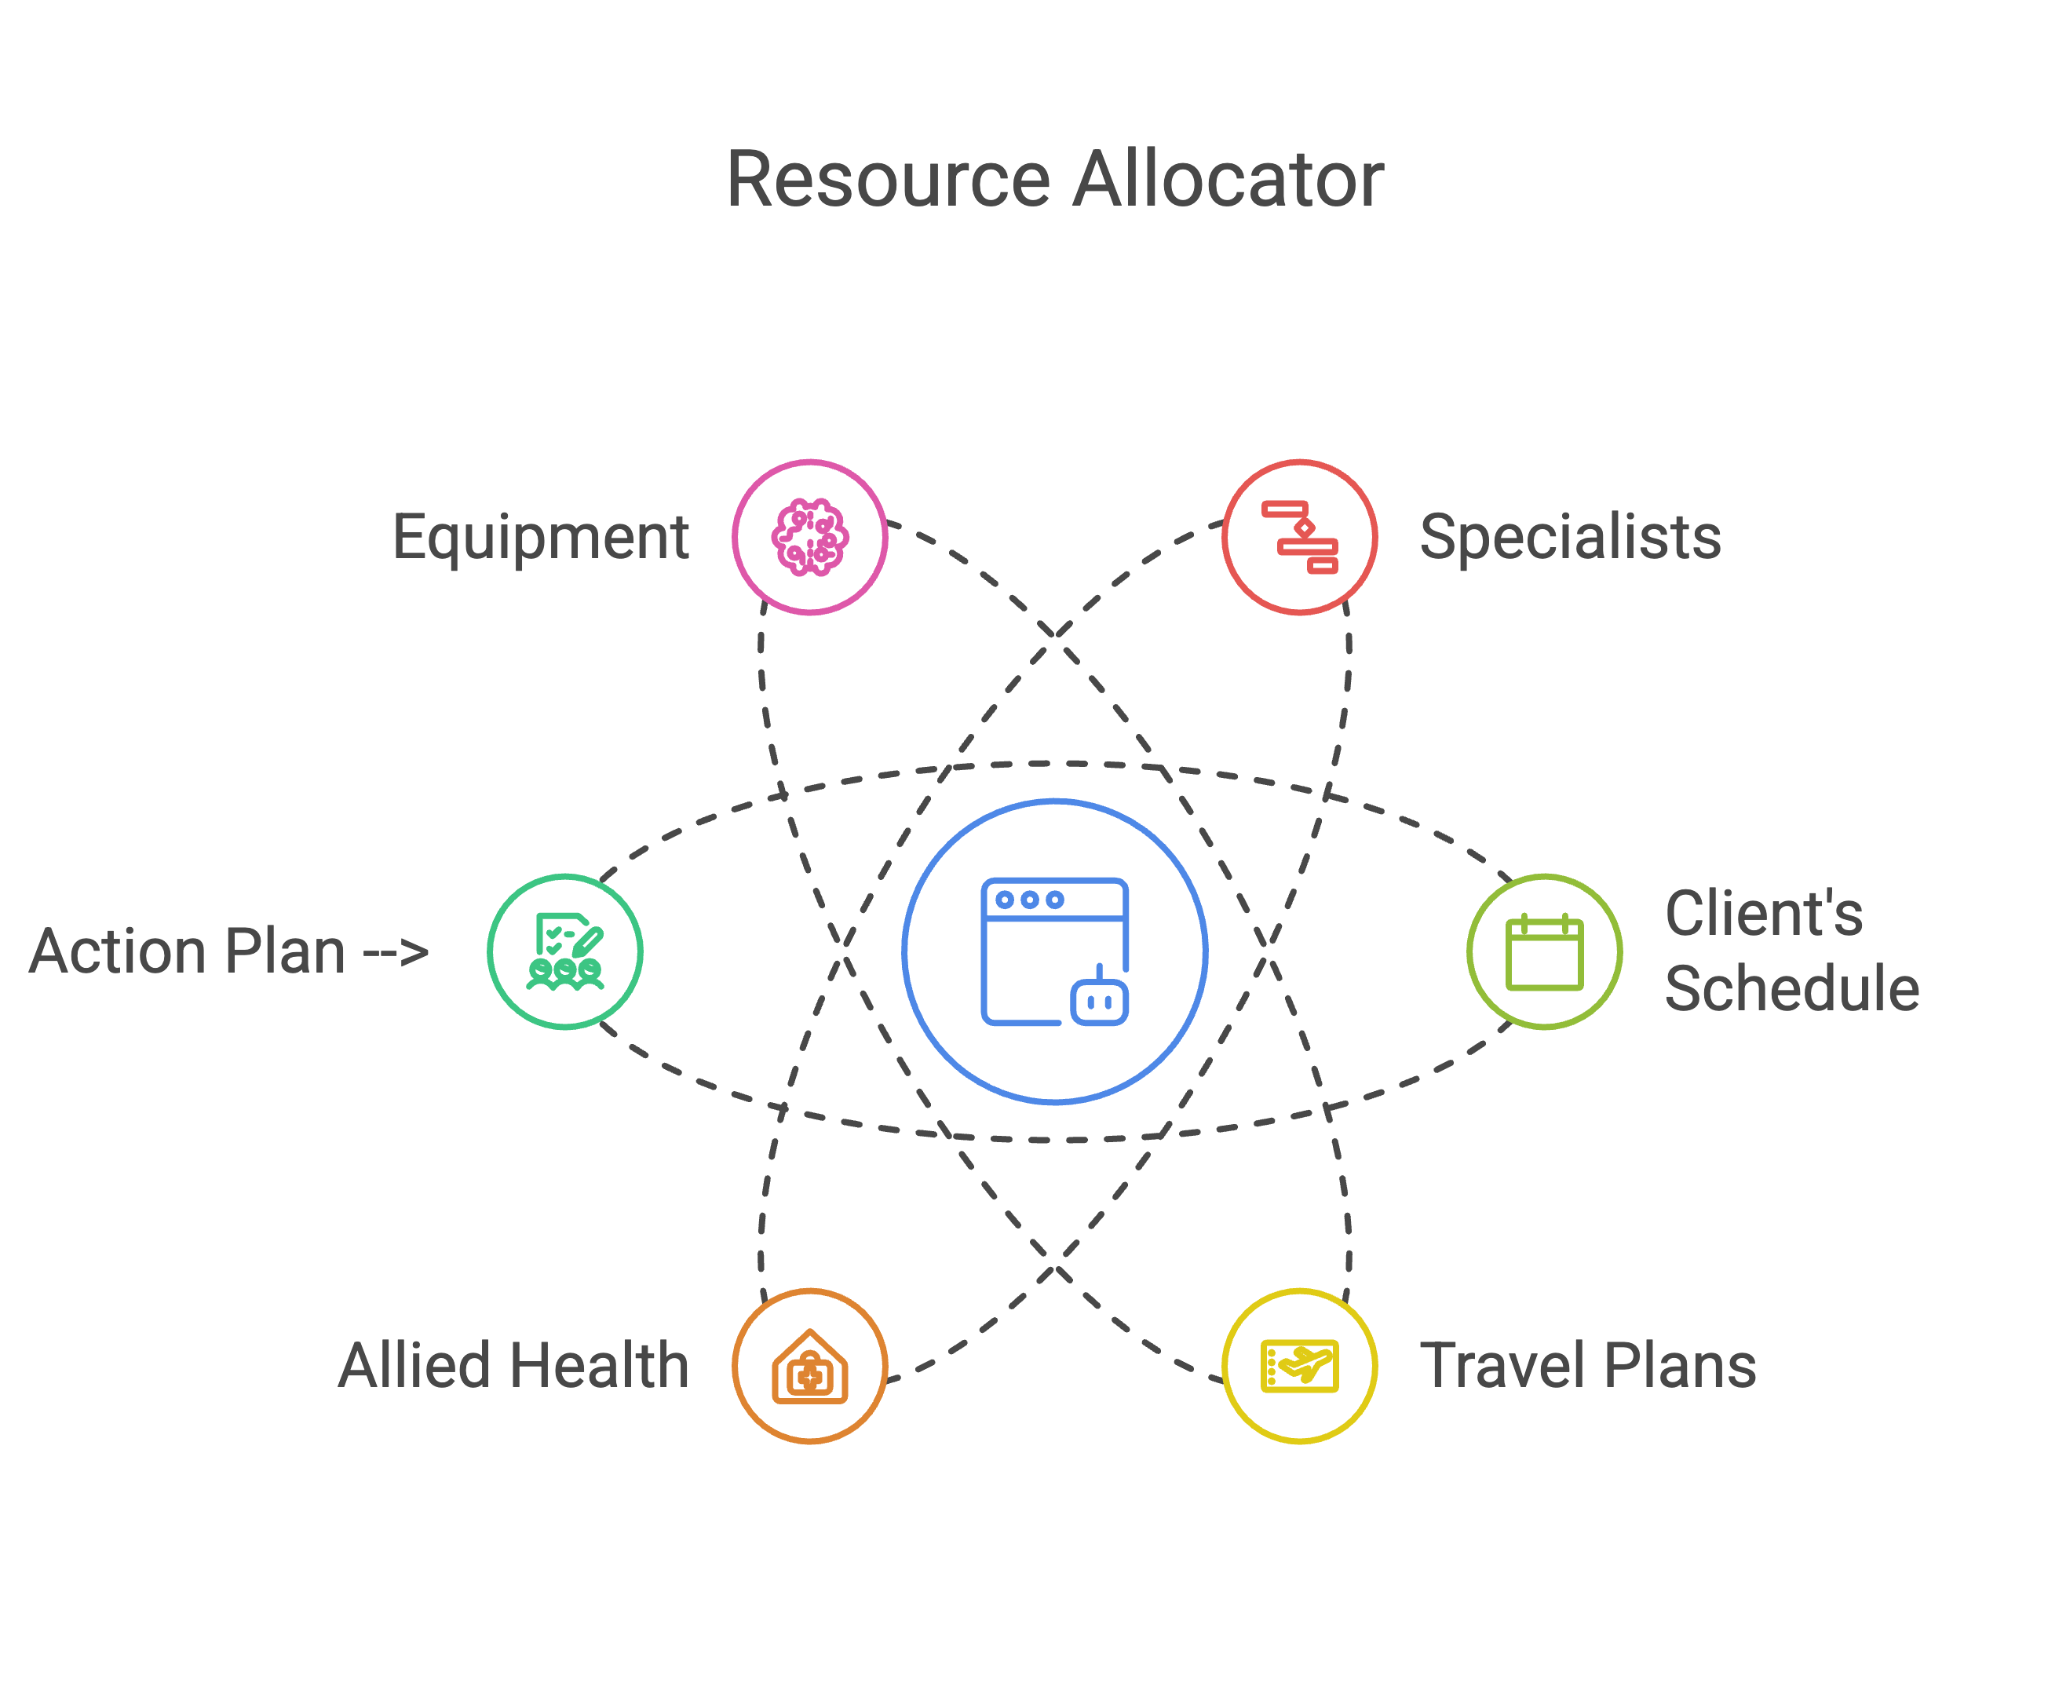 Resource Allocator
Equipment
Specialists
Action Plan -->
Client's
Schedule
Allied Health
Travel Plans